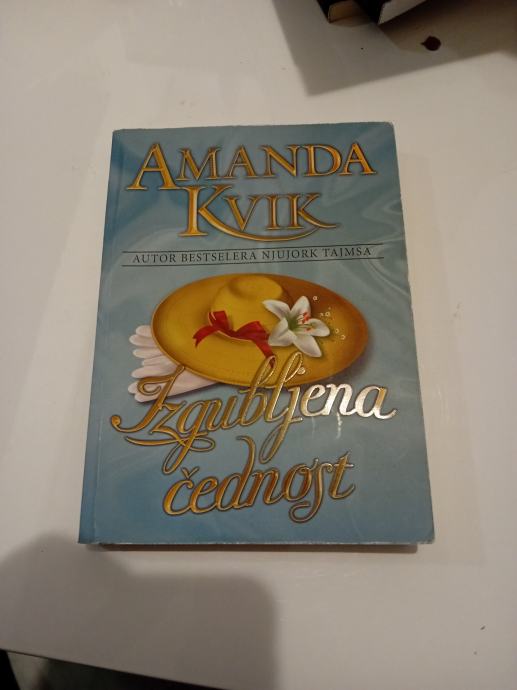 AMANDA
KVIK
AUTOR BESTSELERA NJUJORK TAJMSA
Izgubljena
čednost